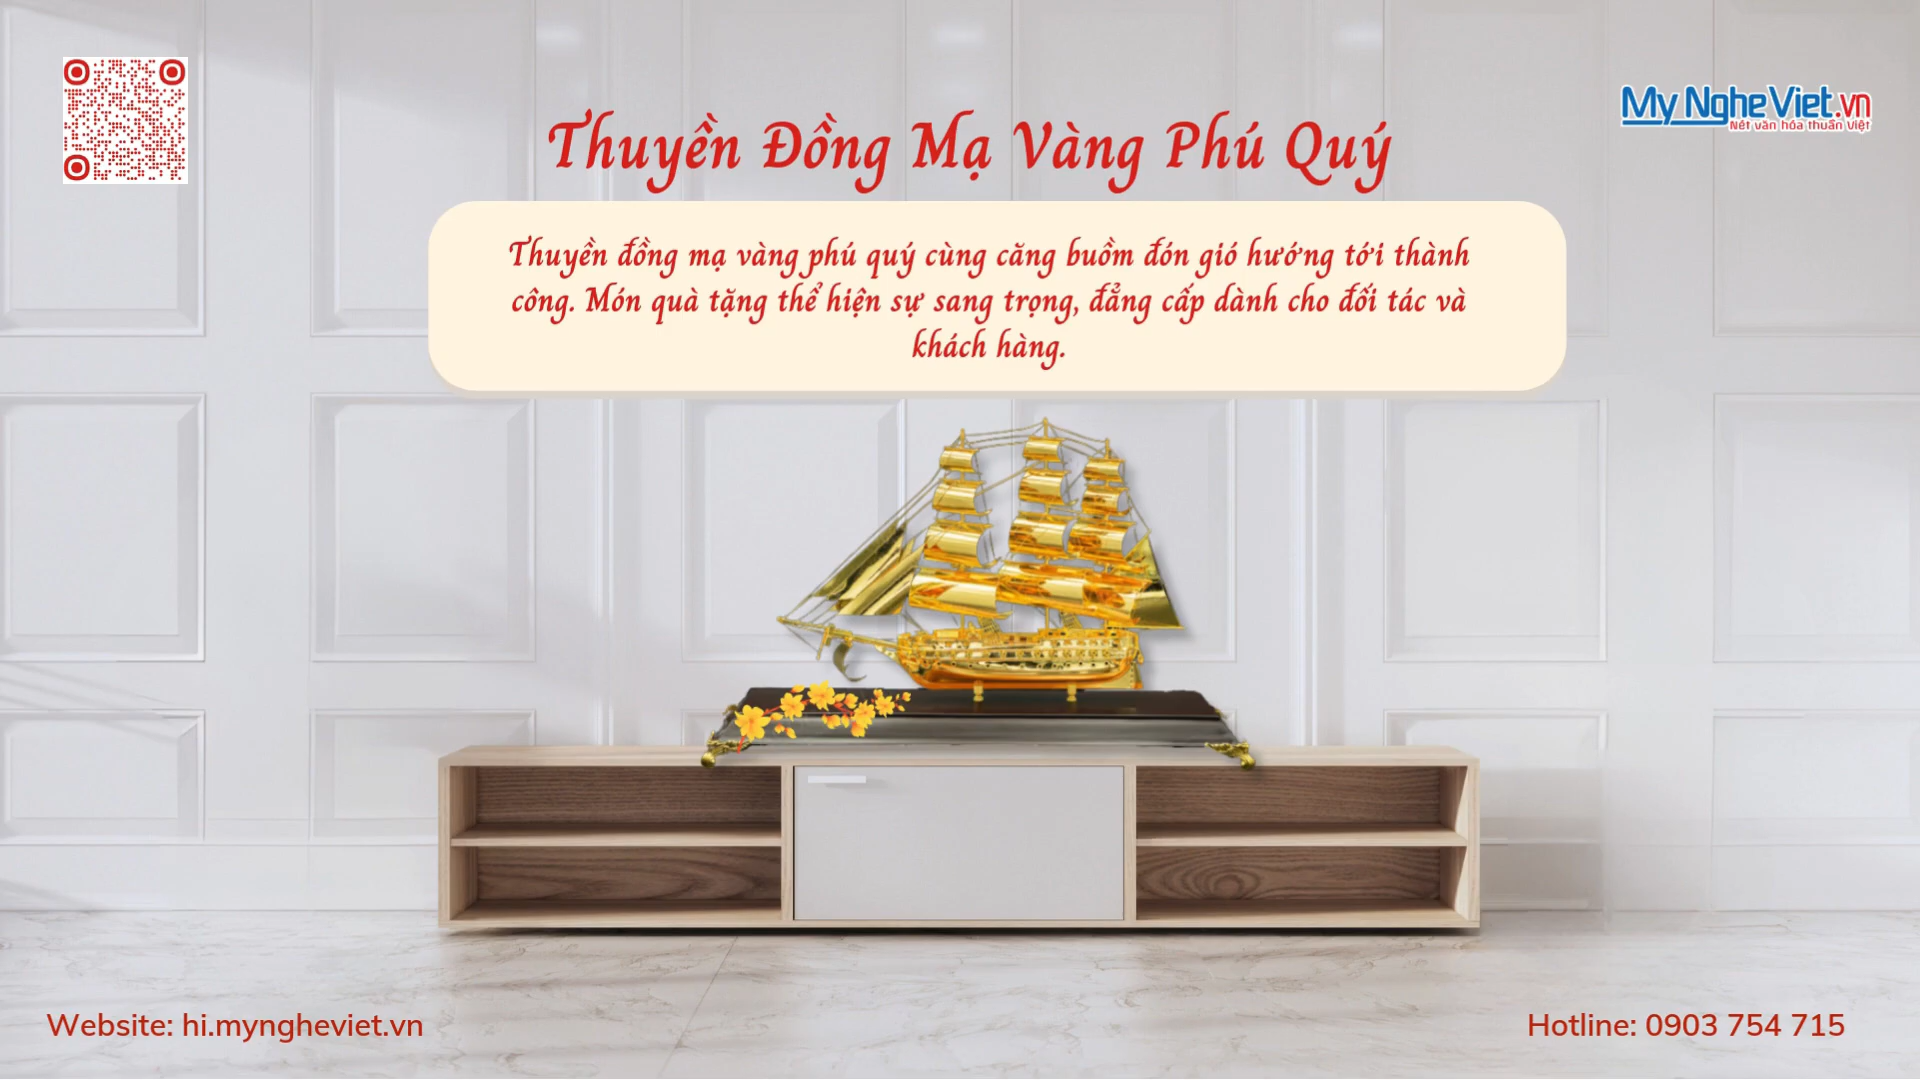 MyNgheViet.vn
Nét văn hóa thuần Việt
Thuyền Đồng Mạ Vàng Phú Quý
Thuyền đồng mạ vàng phú quý cùng căng buồm đón gió hướng tới thành
công. Món quà tặng thể hiện sự sang trọng, đẳng cấp dành cho đối tác và
khách hàng.
Website: hi.myngheviet.vn
Hotline: 0903 754 715